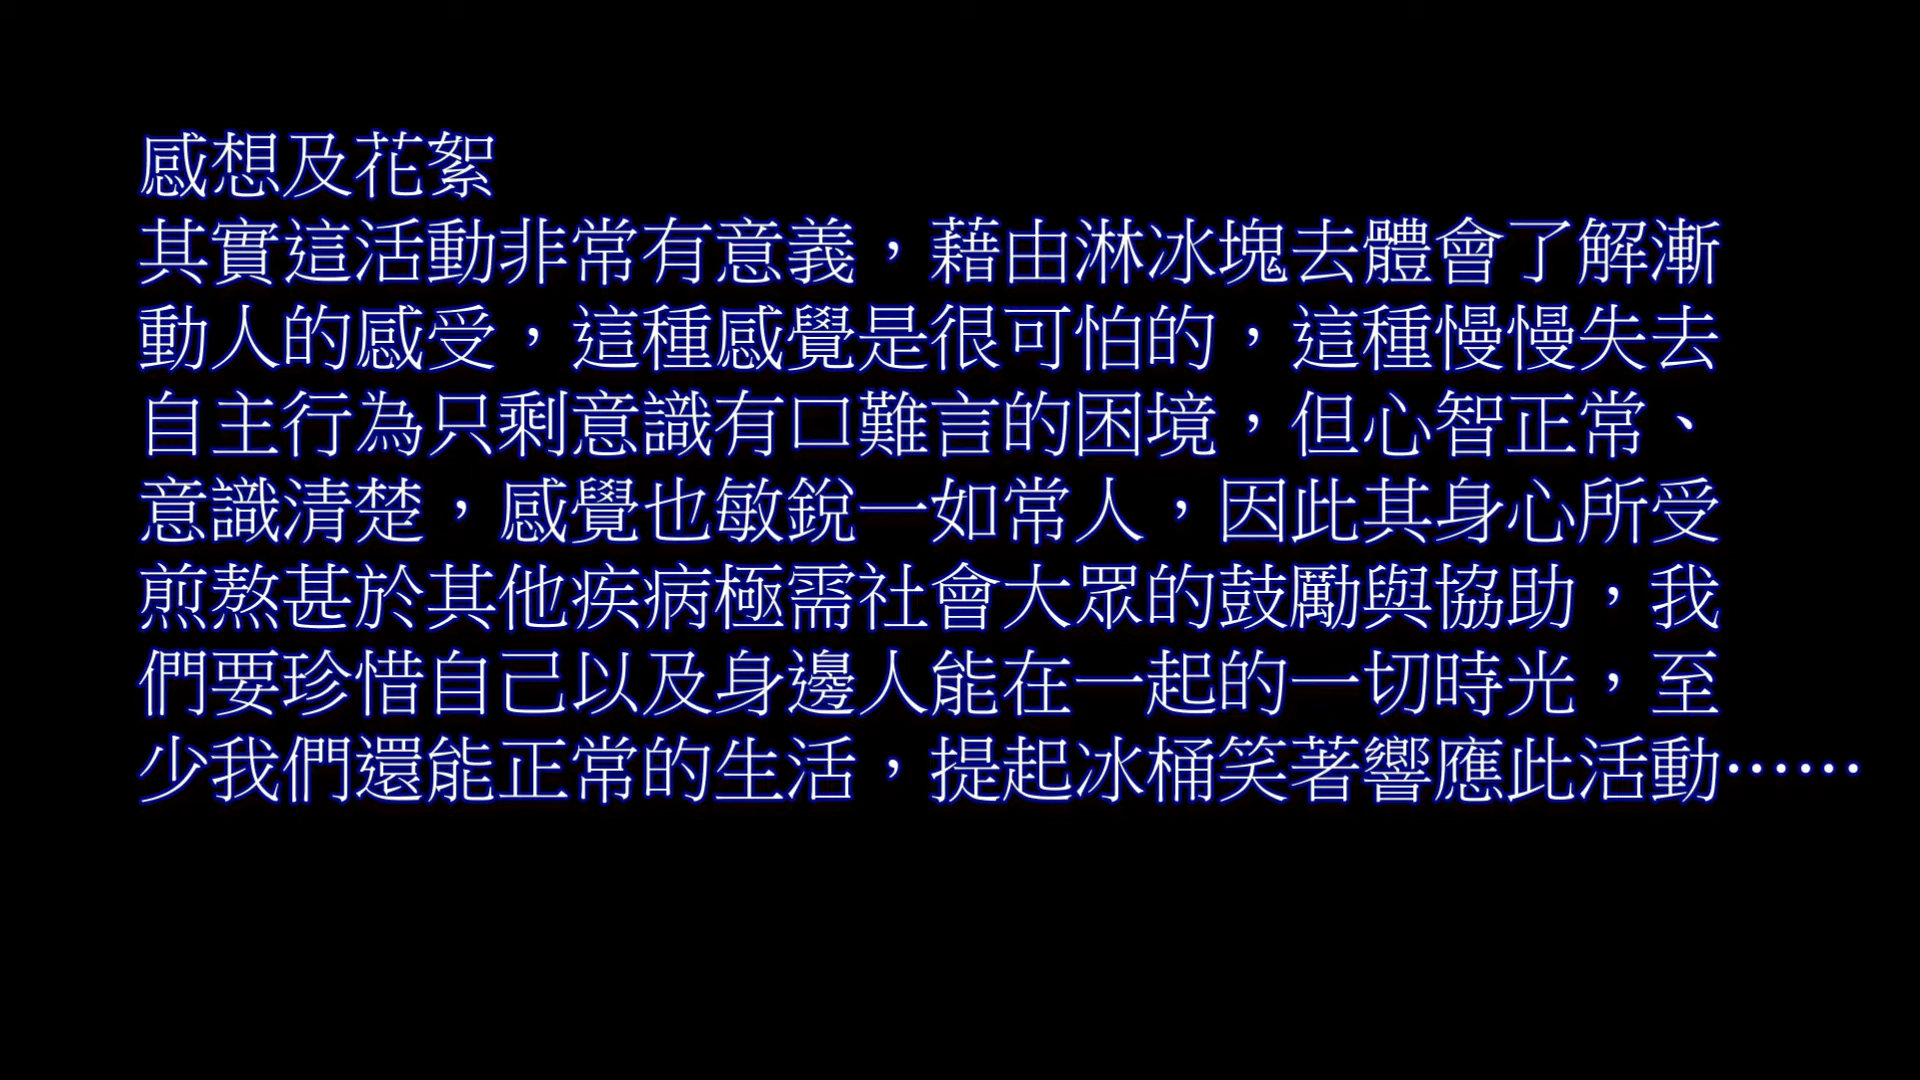 感想及花絮
其實這活動非常有意義，藉由淋冰塊去體會了解漸
動人的感受，這種感覺是很可怕的，這種慢慢失去
自主行為只剩意識有口難言的困境，但心智正常、
意識清楚，感覺也敏銳一如常人，因此其身心所受
煎熬甚於其他疾病極需社會大眾的鼓勵與協助，我
們要珍惜自己以及身邊人能在一起的一切時光，至
少我們還能正常的生活，提起冰桶笑著響應此活動……